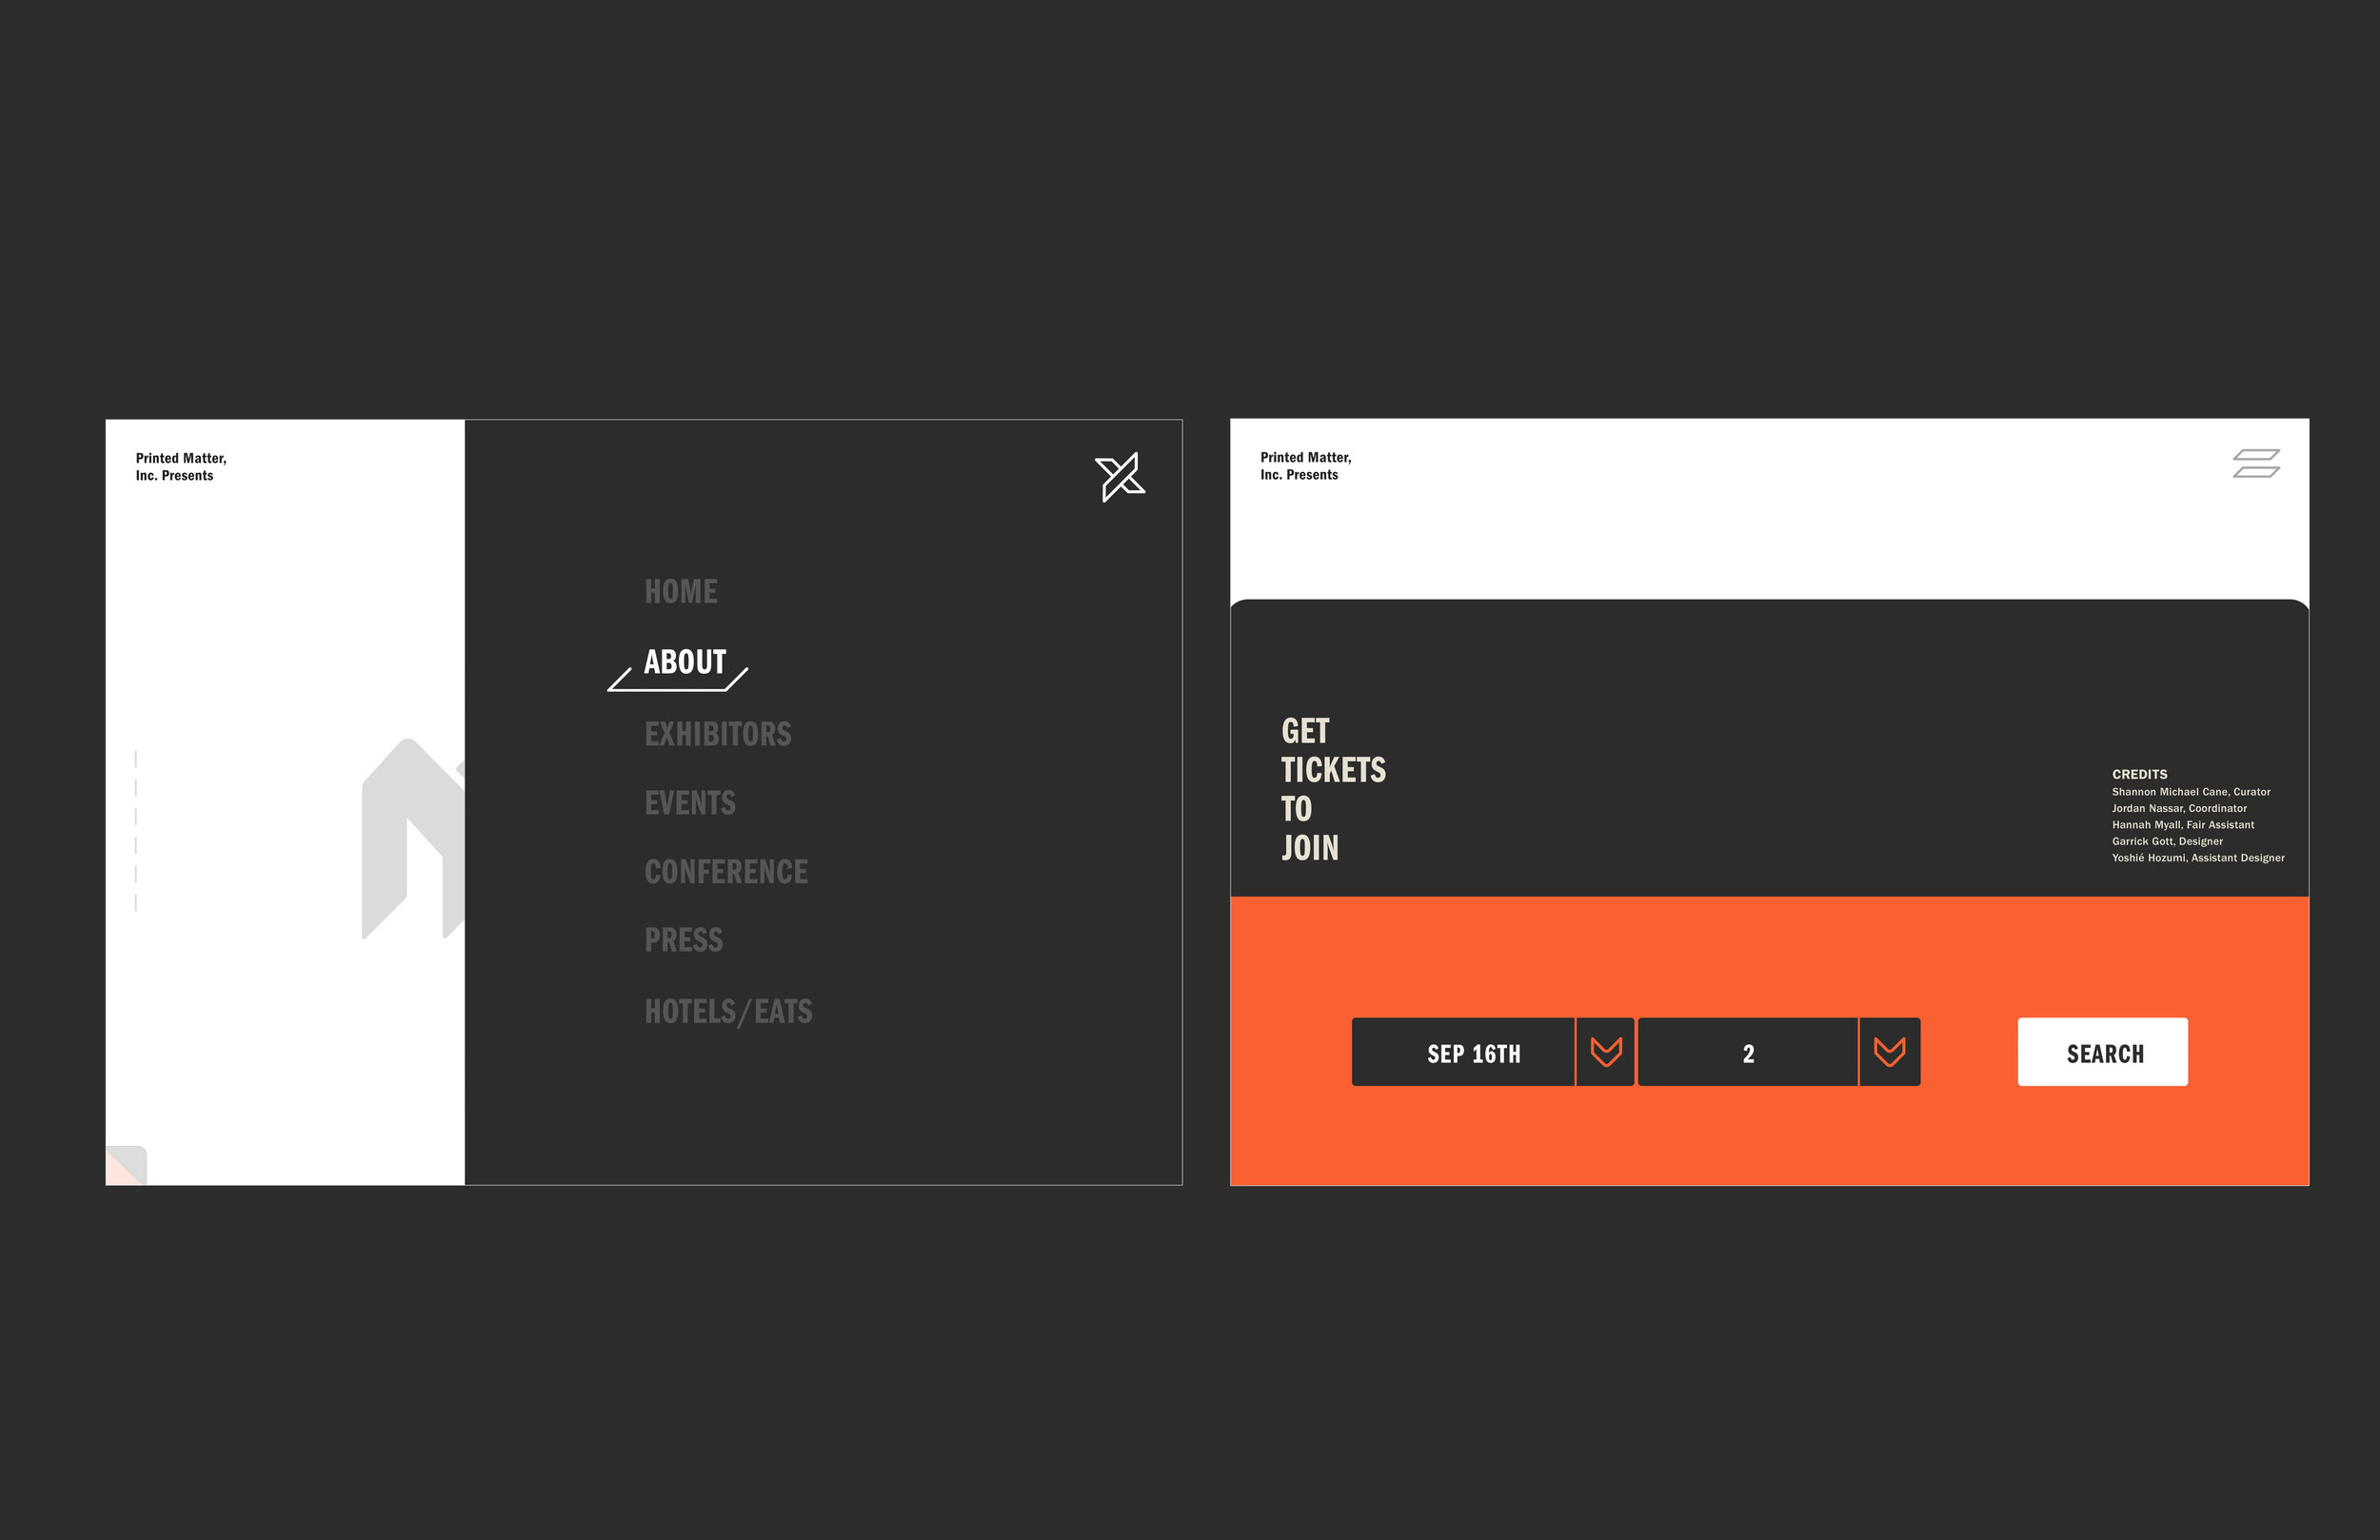 Printed Matter,
Inc. Presents
HOME
ABOUT
EXHIBITORS
EVENTS
CONFERENCE
PRESS
HOTELS/EATS
Printed Matter,
Inc. Presents
GET
TICKETS
TO
JOIN
CREDITS
Shannon Michael Cane, Curator
Jordan Nassar, Coordinator
Hannah Myall, Fair Assistant
Garrick Gott, Designer
Yoshié Hozumi, Assistant Designer
SEP 16TH
2
SEARCH